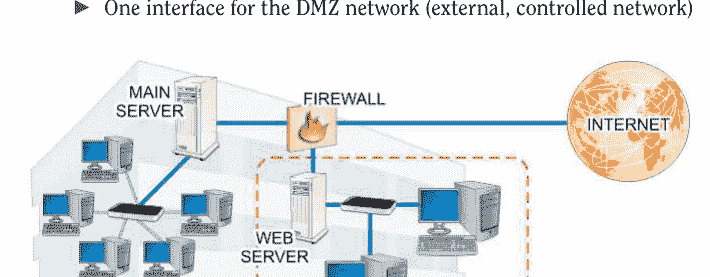 ► One interface for the DMZ network (external, controlled network)
MAIN
SERVER
FIREWALL
INTERNET
WEB
SERVER